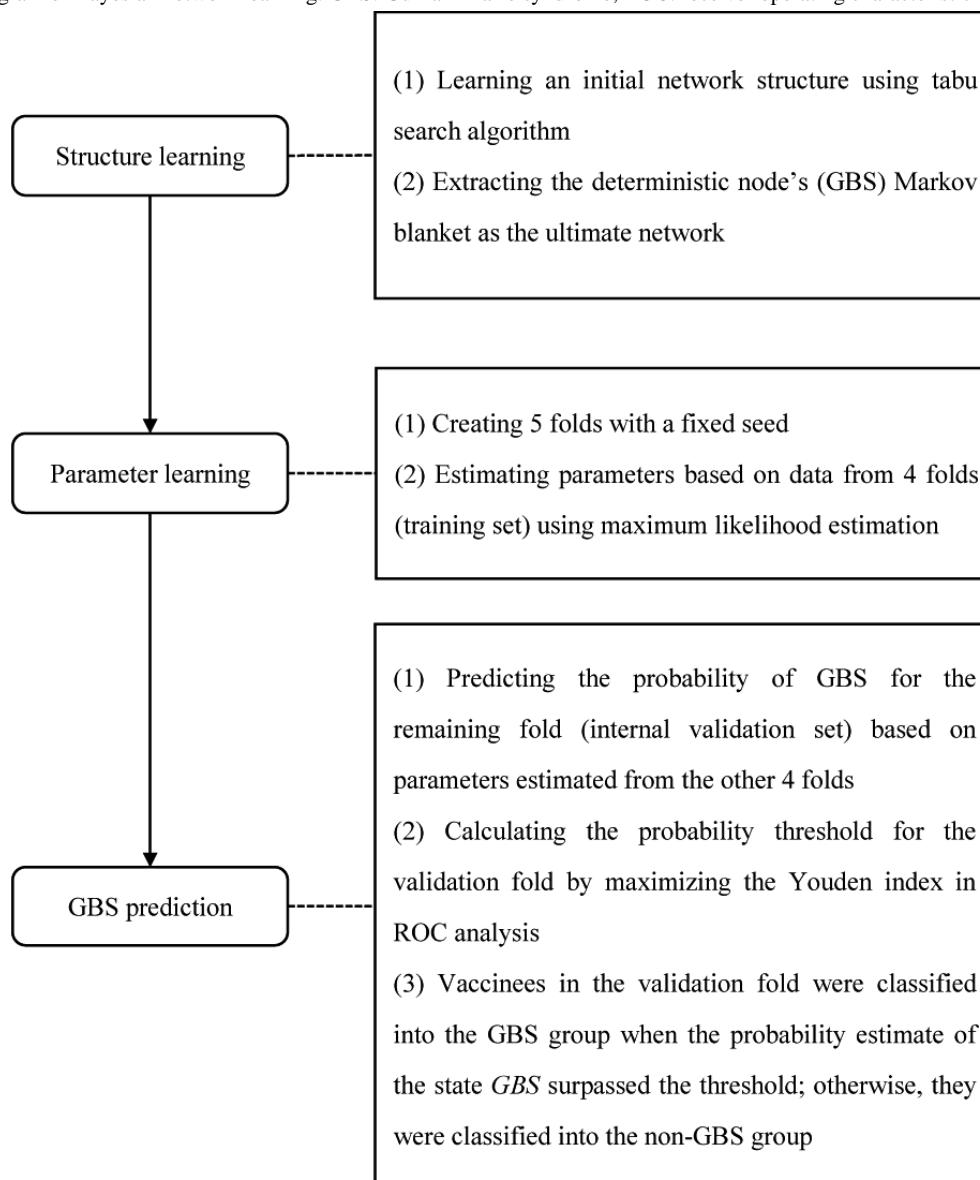 (1) Learning an initial network structure using tabu
search algorithm
Structure learning
(2) Extracting the deterministic node’s (GBS) Markov
blanket as the ultimate network
(1) Creating 5 folds with a fixed seed
Parameter learning
(2) Estimating parameters based on data from 4 folds
(training set) using maximum likelihood estimation
(1) Predicting the probability of GBS for the
remaining fold (internal validation set) based on
parameters estimated from the other 4 folds
(2) Calculating the probability threshold for the
validation fold by maximizing the Youden index in
GBS prediction
ROC analysis
(3) Vaccinees in the validation fold were classified
into the GBS group when the probability estimate of
the state GBS surpassed the threshold; otherwise, they
were classified into the non-GBS group